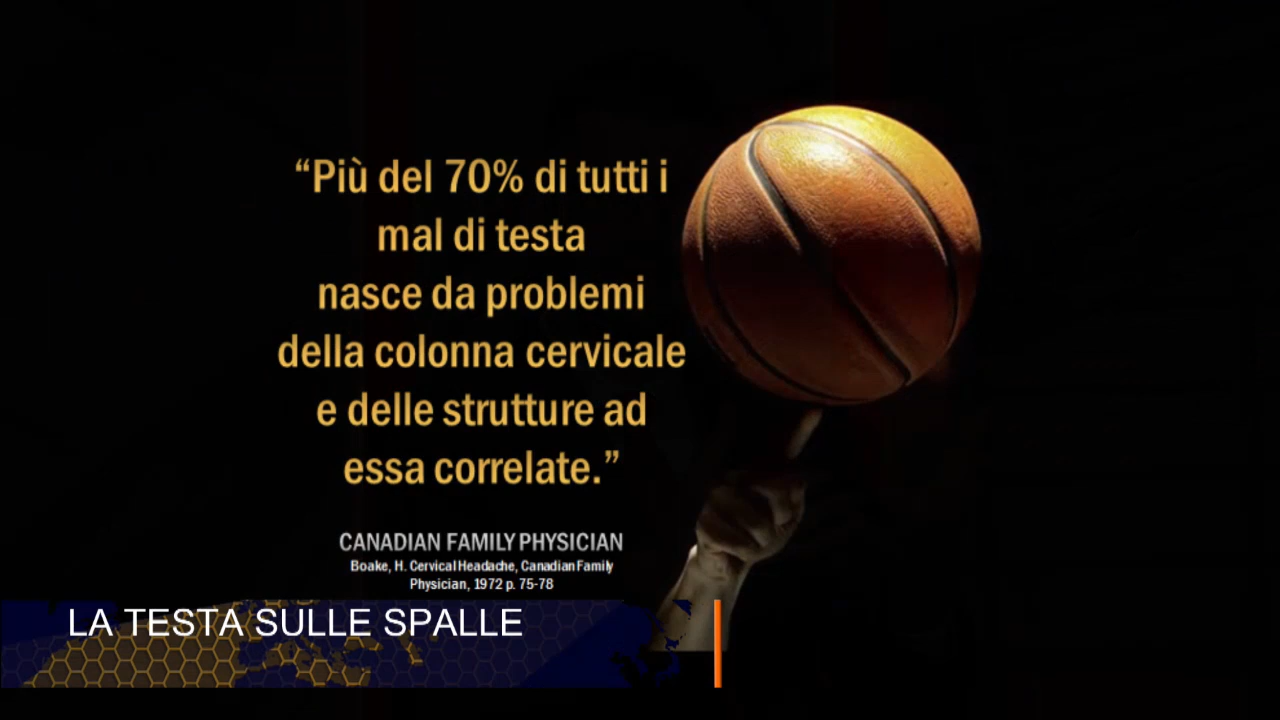 “Più del 70% di tutti i
mal di testa
nasce da problemi
della colonna cervicale
e delle strutture ad
essa correlate.”
CANADIAN FAMILY PHYSICIAN
Boake, H. Cervical Headache, Canadian Family
Physician, 1972 p. 75-78
LA TESTA SULLE SPALLE